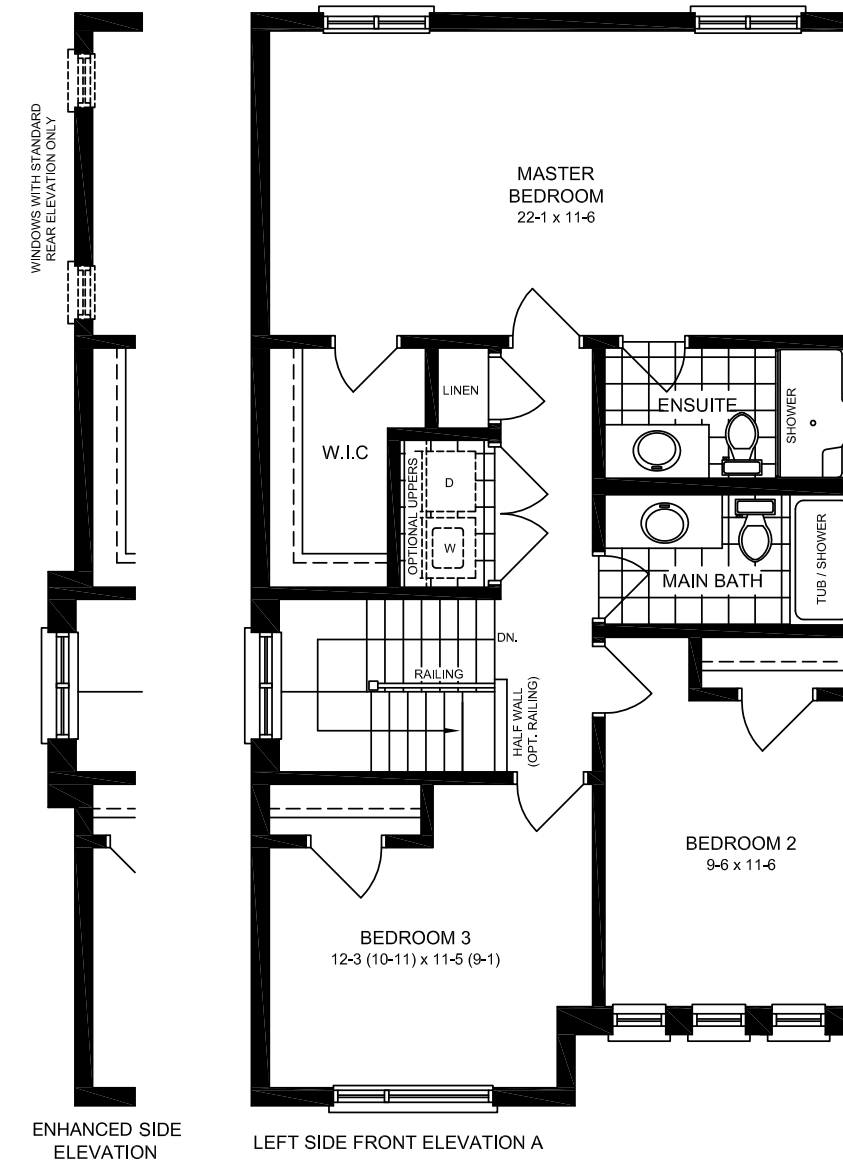 WINDOWS WITH STANDARD
REAR ELEVATION ONLY
MASTER
BEDROOM
22-1 x 11-6
LINEN
ENSUITE
SHOWER
W.I.C
OPTIONAL UPPERS
D
W
MAIN BATH
TUB / SHOWER
DN.
RAILING
HALF WALL
(OPT. RAILING)
BEDROOM 2
9-6 x 11-6
BEDROOM 3
12-3 (10-11) x 11-5 (9-1)
ENHANCED SIDE
ELEVATION
LEFT SIDE FRONT ELEVATION A